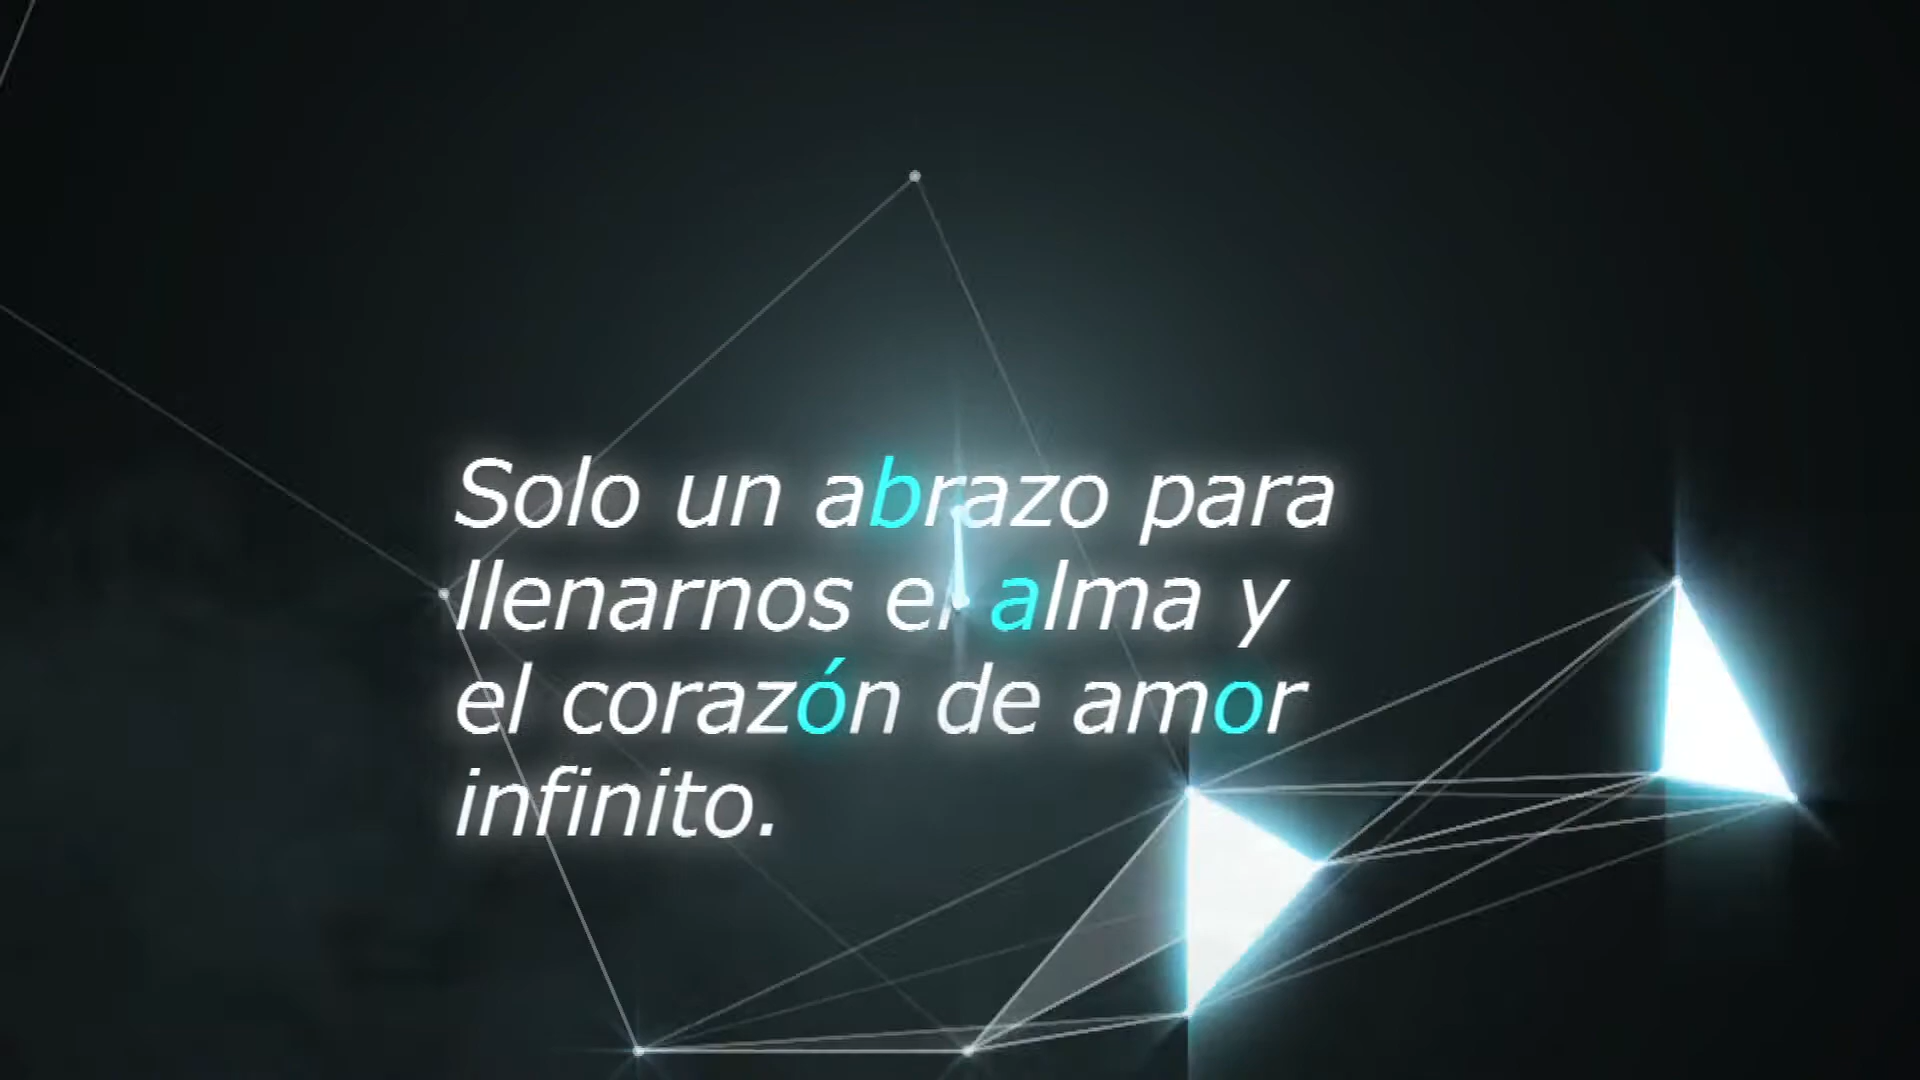 Solo un abrazo para
llenarnos el alma y
el corazón de amor
infinito.